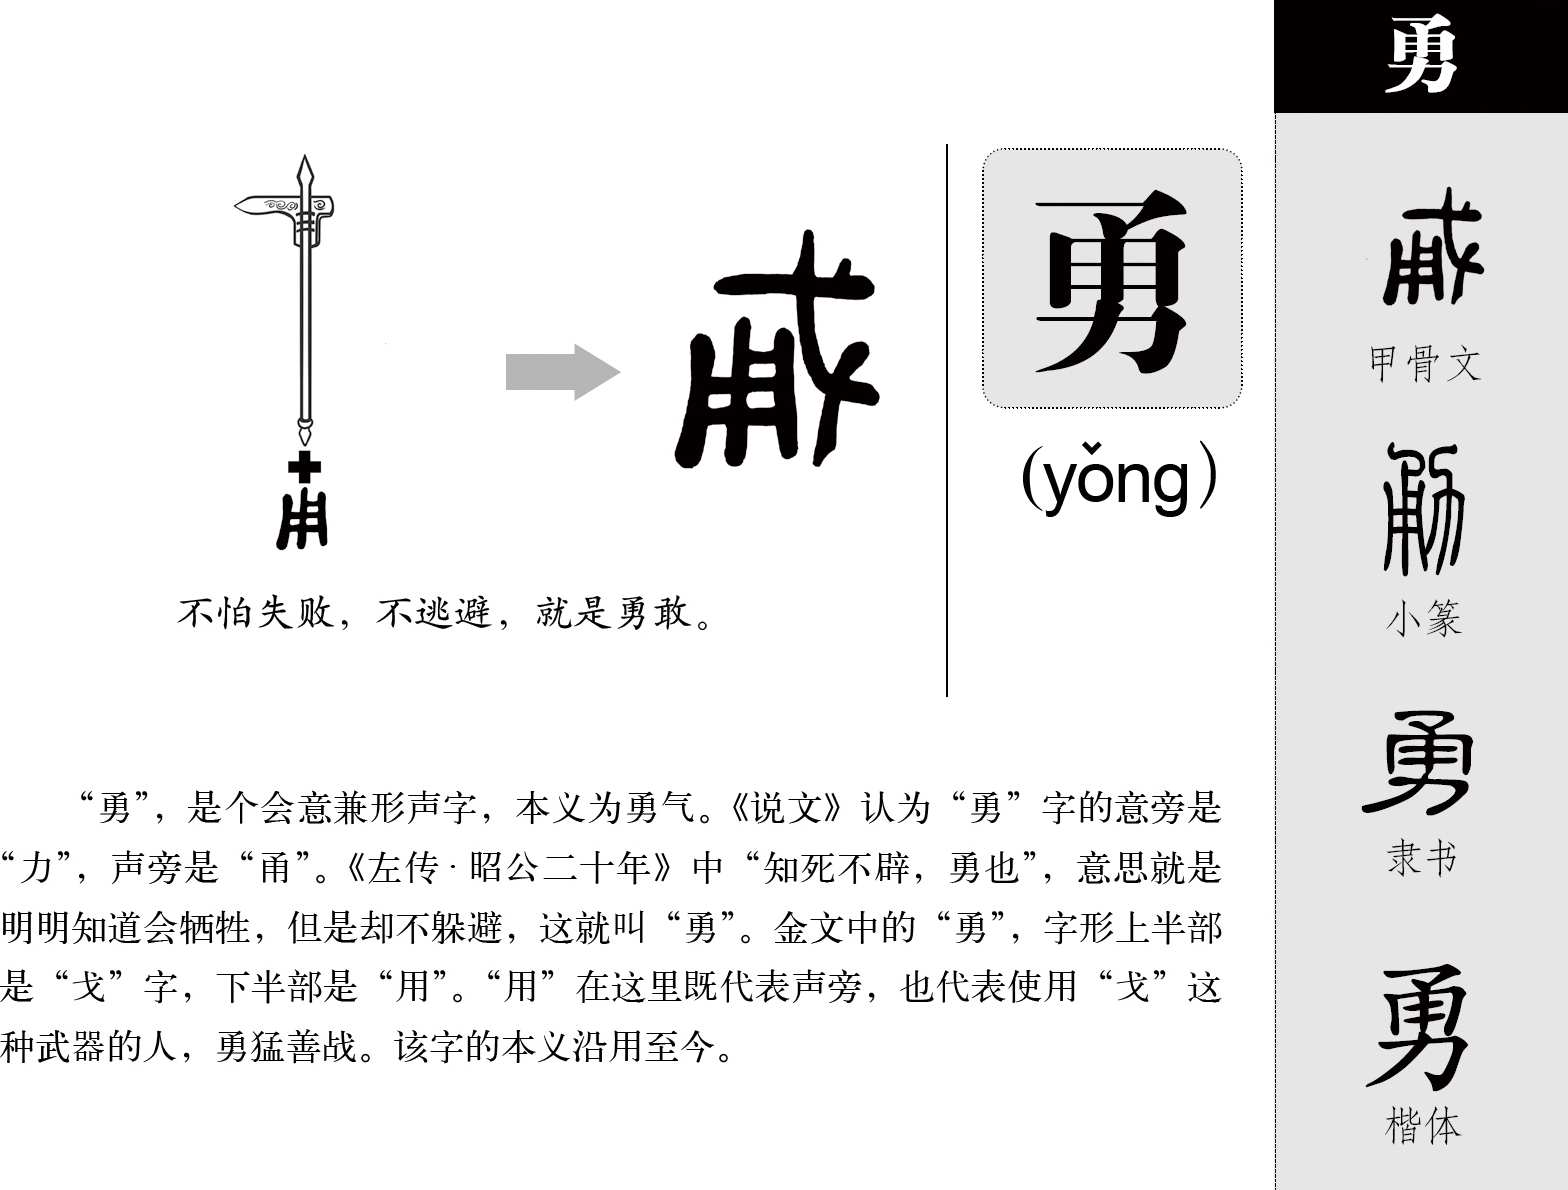 勇
勇
(yǒng)
不怕失败，不逃避，就是勇敢。
“勇”，是个会意兼形声字，本义为勇气。《说文》认为“勇”字的意旁是
“力”，声旁是“甬”。《左传·昭公二十年》中“知死不辟，勇也”，意思就是
明明知道会牺牲，但是却不躲避，这就叫“勇”。金文中的“勇”，字形上半部
是“戈”字，下半部是“用”。“用”在这里既代表声旁，也代表使用“戈”这
种武器的人，勇猛善战。该字的本义沿用至今。
甲骨文
小篆
勇
隶书
勇
楷体